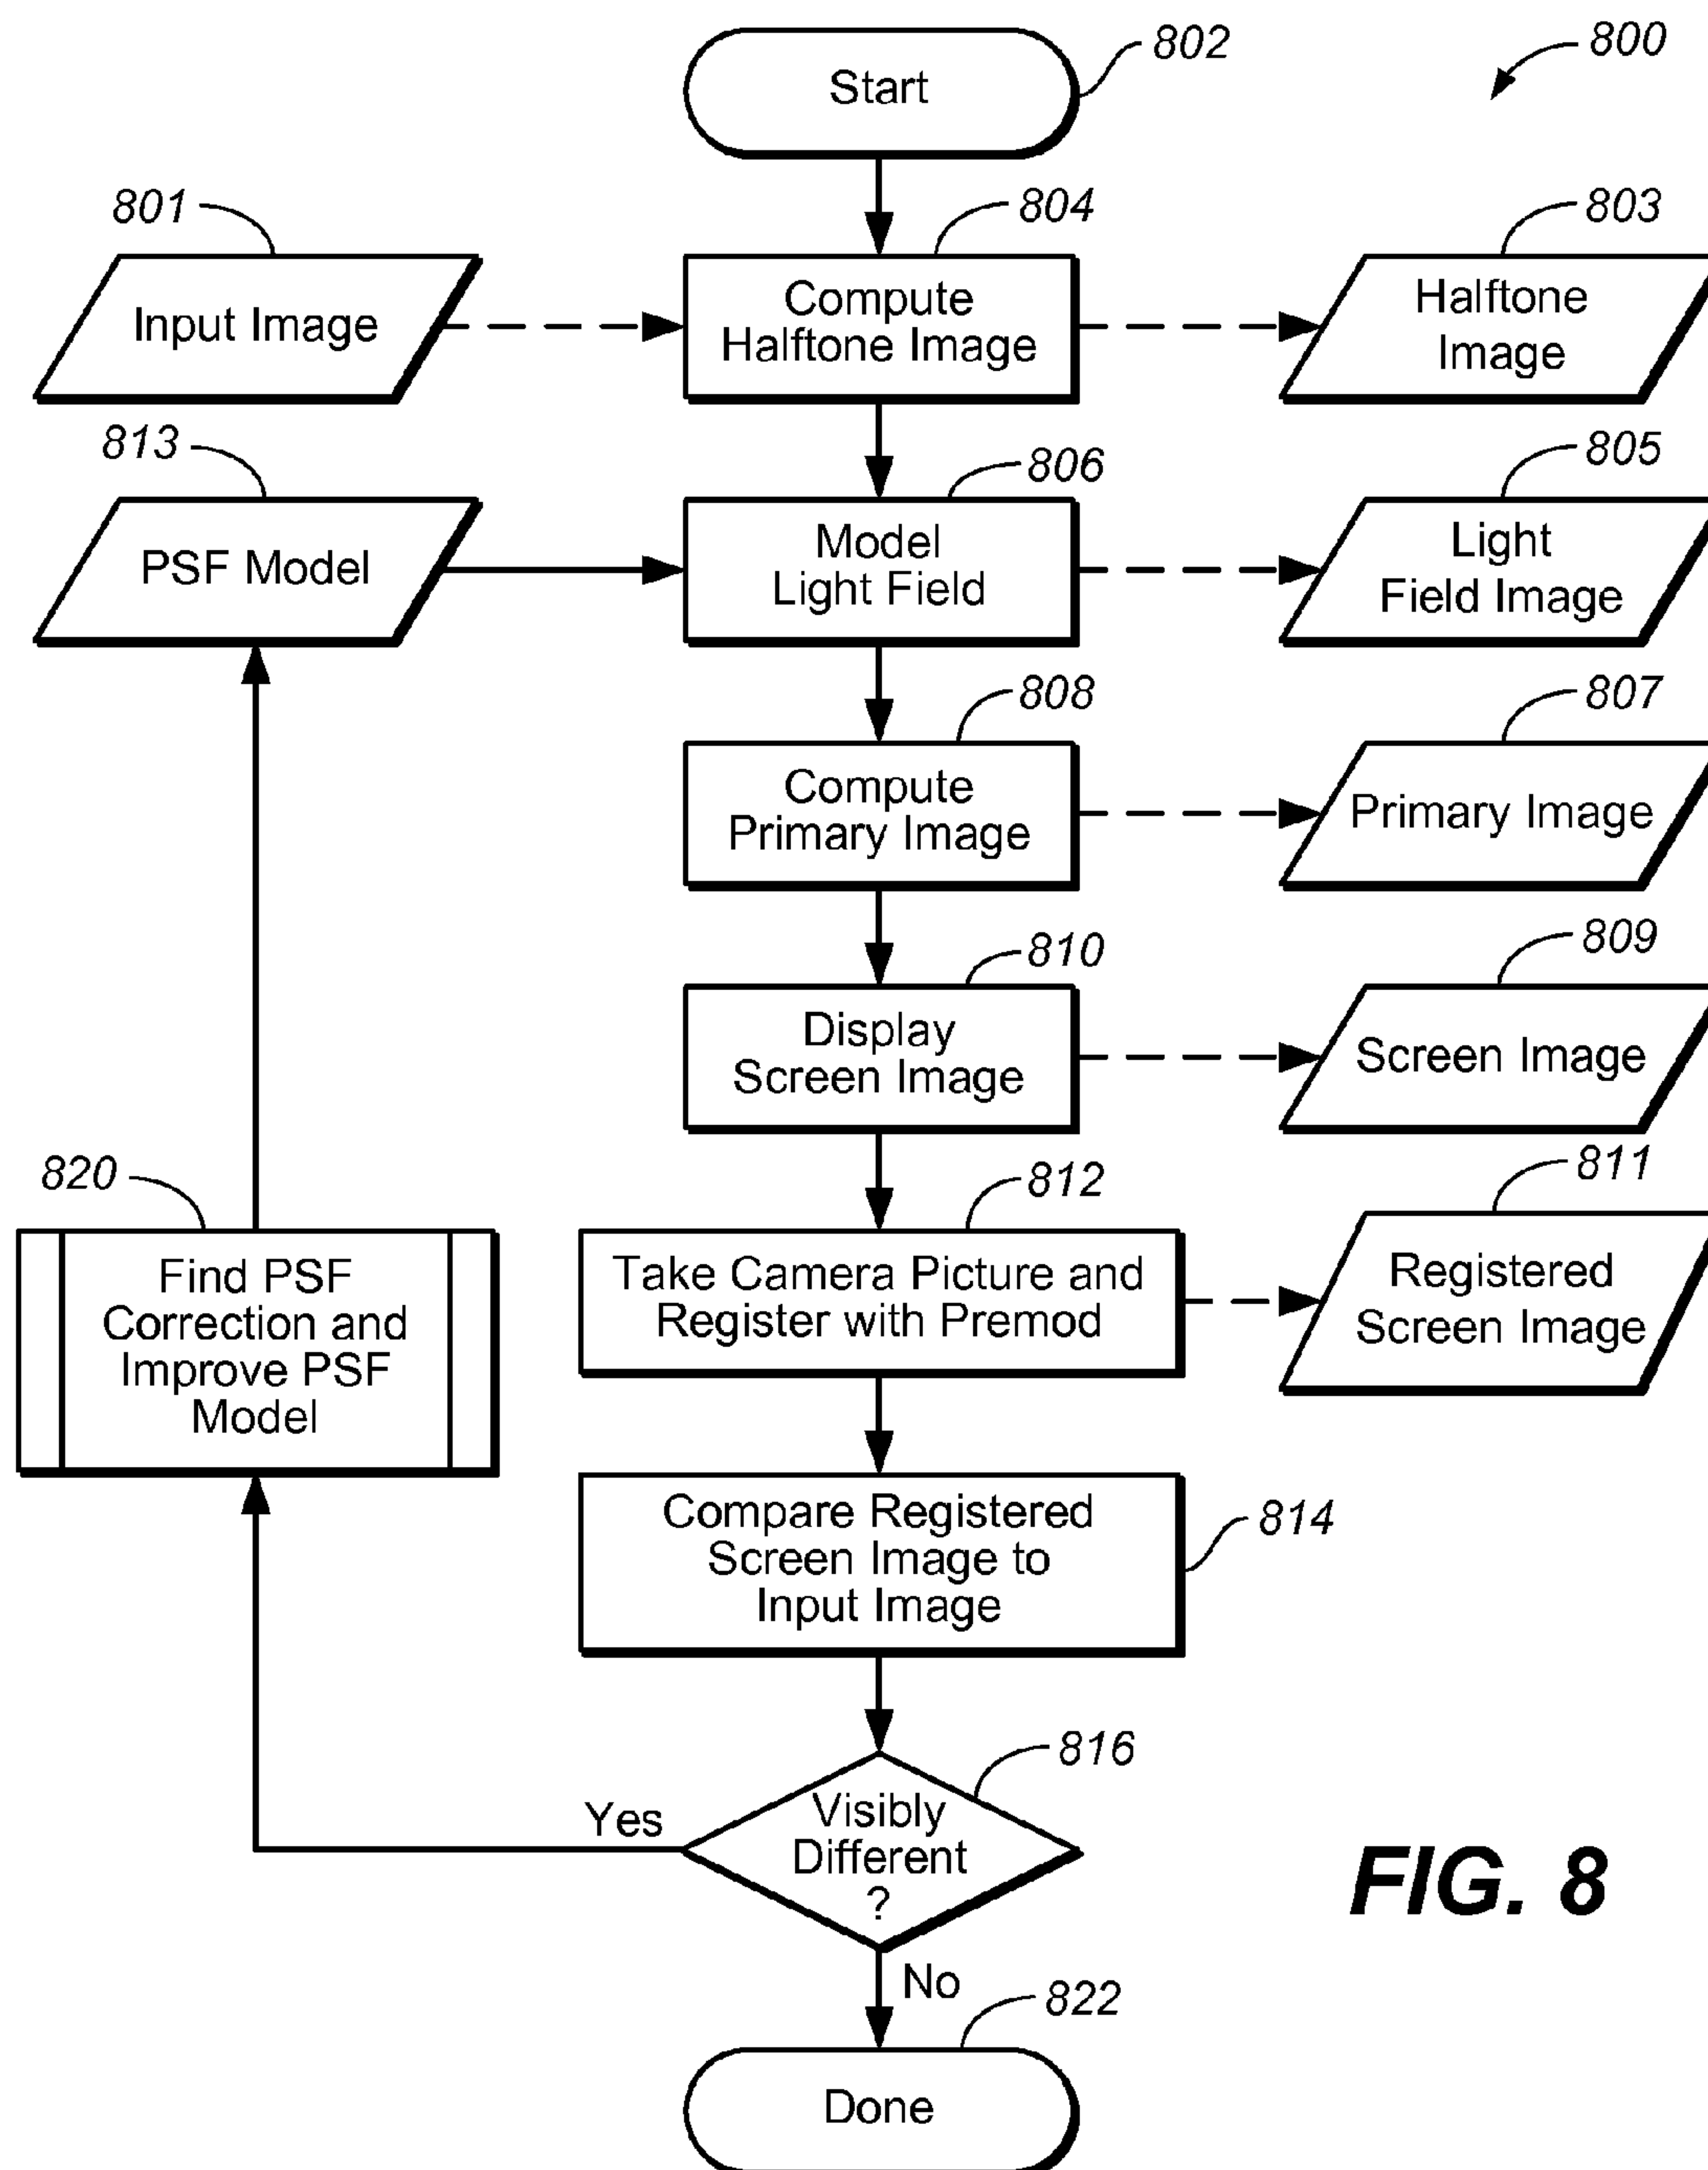 802
800
Start
801
804
803
Input Image
Compute
Halftone Image
Halftone
Image
813
806
805
PSF Model
Model
Light Field
Light
Field Image
808
807
Compute
Primary Image
Primary Image
810
809
Display
Screen Image
Screen Image
820
812
811
Find PSF
Correction and
Improve PSF
Model
Take Camera Picture and
Register with Premod
Registered
Screen Image
Compare Registered
Screen Image to
Input Image
814
816
Yes
Visibly
Different
?
FIG. 8
No
822
Done